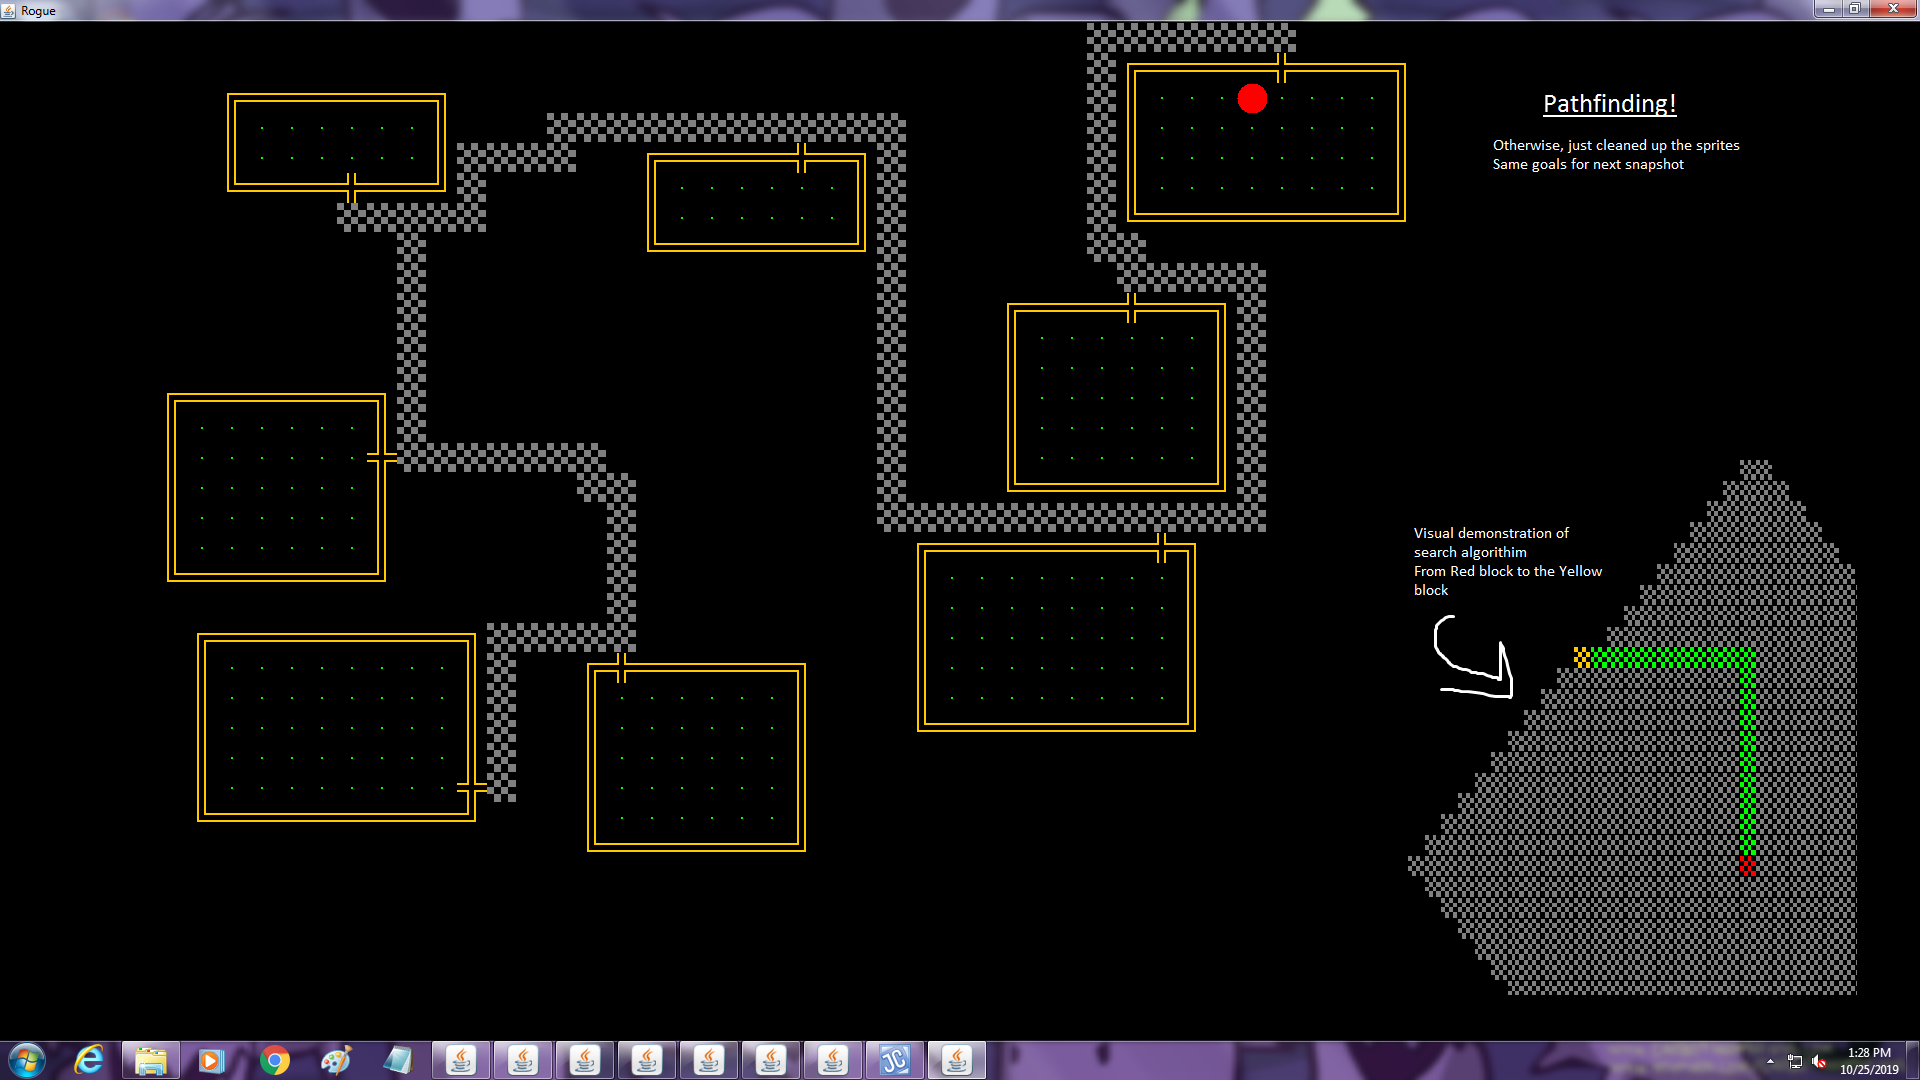 Rogue
Pathfinding!
Otherwise, just cleaned up the sprites
Same goals for next snapshot
Visual demonstration of
search algorithim
From Red block to the Yellow
block
JC
1:28 PM
10/25/2019